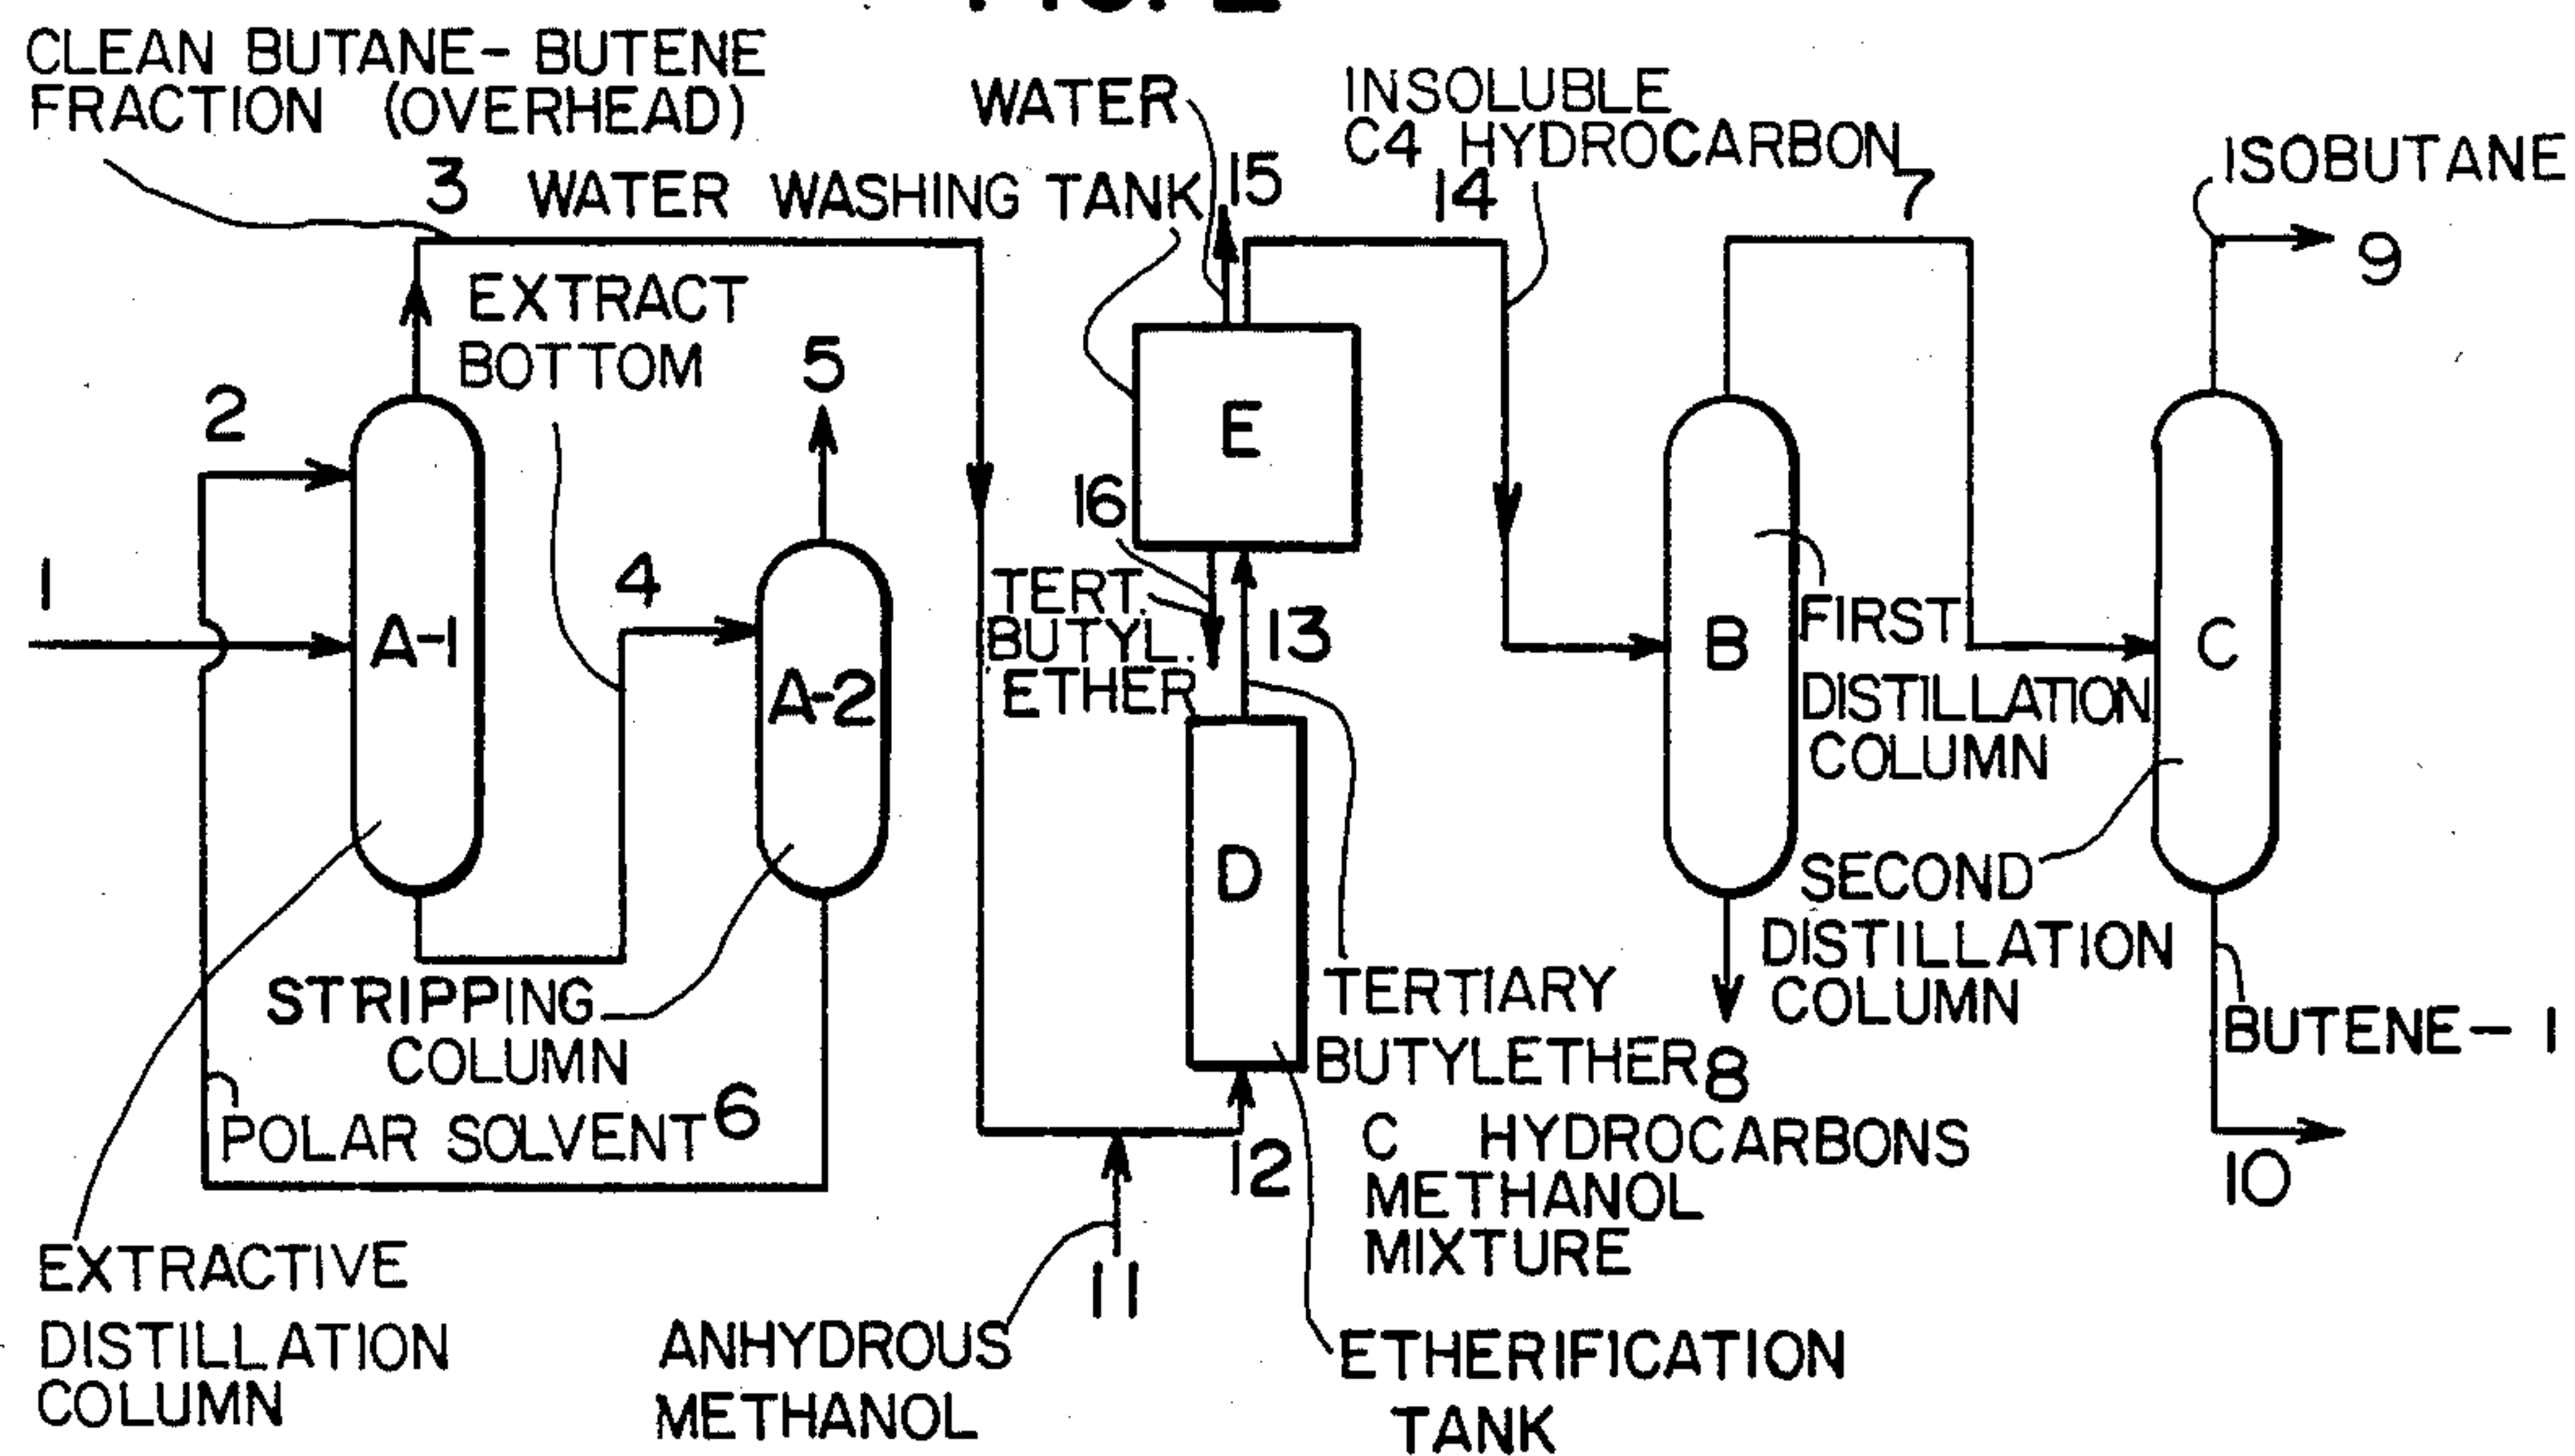 CLEAN BUTANE-BUTENE
FRACTION (OVERHEAD)
3
WATER WASHING TANK
WATER
15
INSOLUBLE
C4 HYDROCARBON
14
7
ISOBUTANE
9
EXTRACT
BOTTOM
2
5
1
4
A-1
A-2
E
16
TERT.
BUTYL.
ETHER
13
D
B
FIRST
DISTILLATION
COLUMN
C
SECOND
DISTILLATION
COLUMN
STRIPPING
COLUMN
POLAR SOLVENT
6
TERTIARY
BUTYLETHER
8
C HYDROCARBONS
METHANOL
MIXTURE
BUTENE-1
10
12
11
EXTRACTIVE
DISTILLATION
COLUMN
ANHYDROUS
METHANOL
ETHERIFICATION
TANK